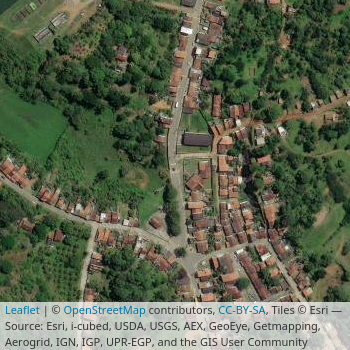 Leaflet | © OpenStreetMap contributors, CC-BY-SA, Tiles © Esri —
Source: Esri, i-cubed, USDA, USGS, AEX, GeoEye, Getmapping,
Aerogrid, IGN, IGP, UPR-EGP, and the GIS User Community